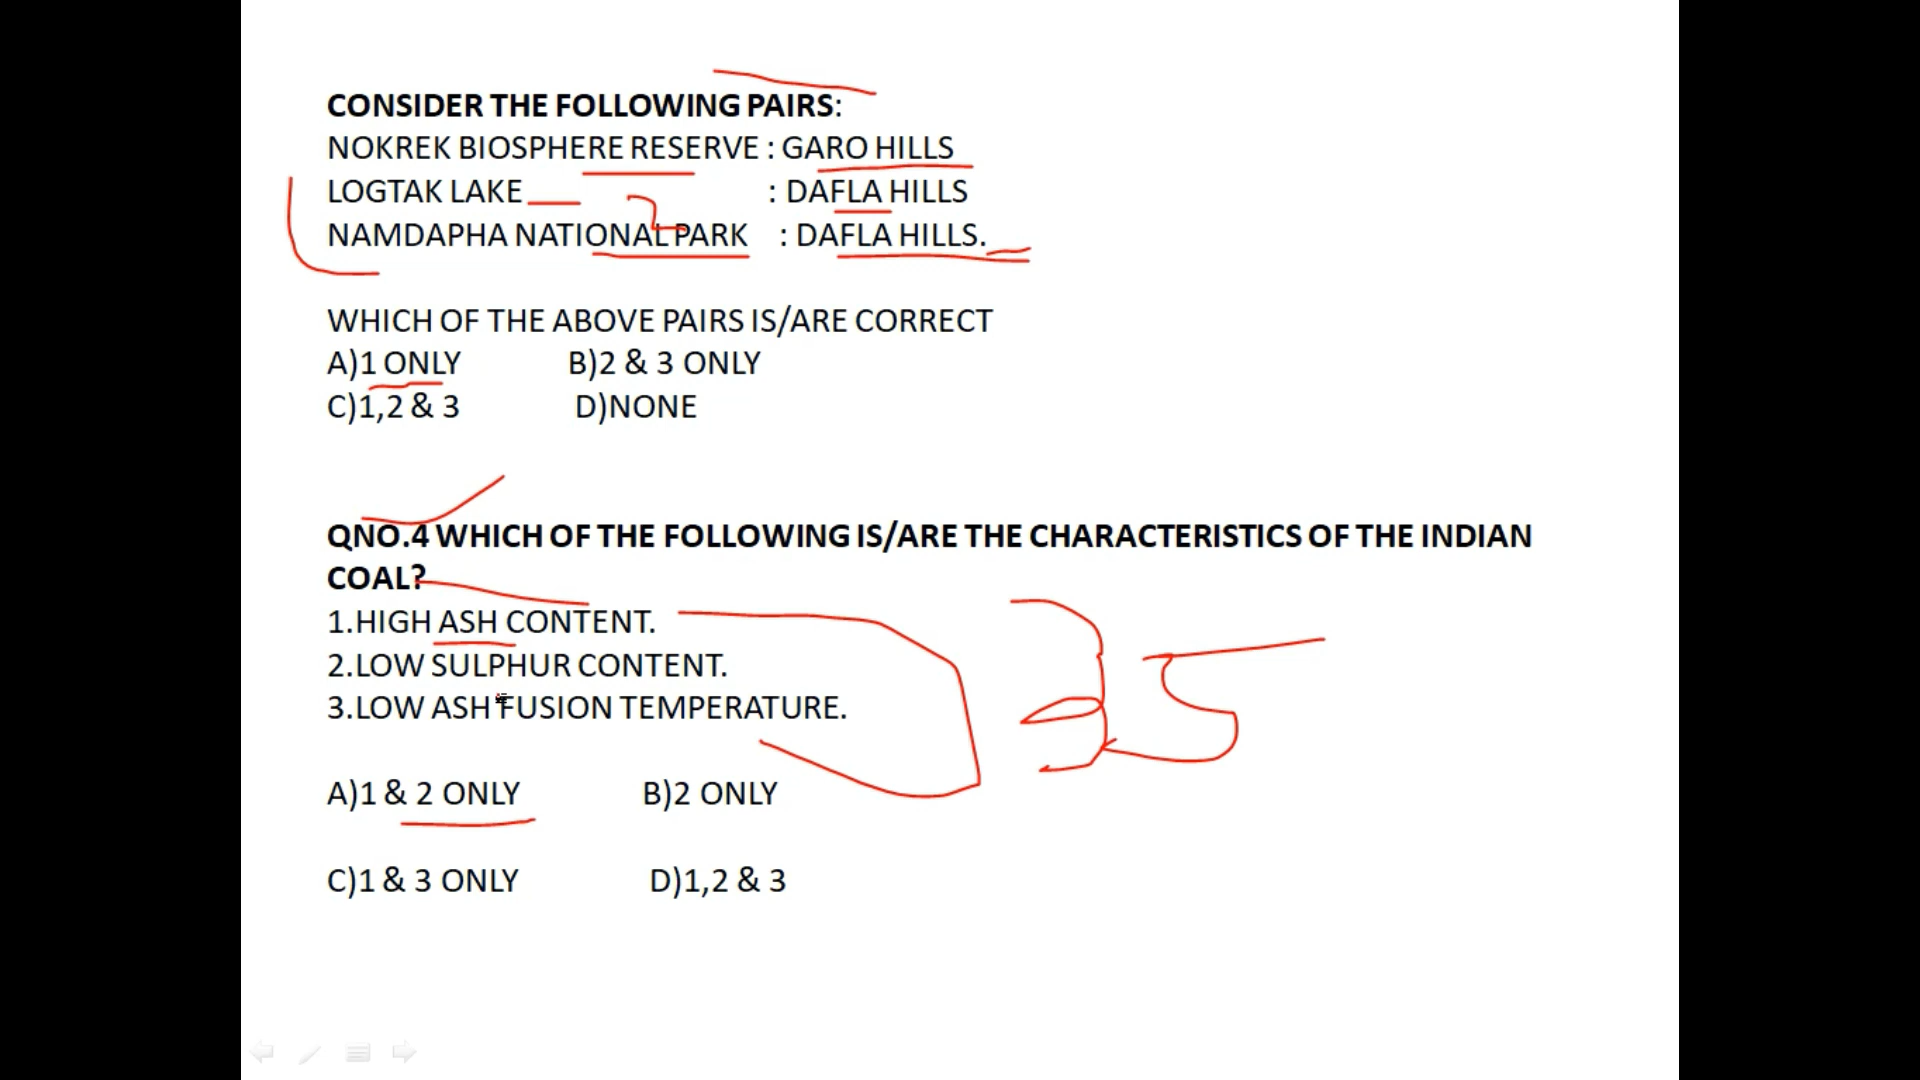 CONSIDER THE FOLLOWING PAIRS:
NOKREK BIOSPHERE RESERVE : GARO HILLS
LOGTAK LAKE : DAFLA HILLS
NAMDAPHA NATIONAL PARK : DAFLA HILLS.
WHICH OF THE ABOVE PAIRS IS/ARE CORRECT
A)1 ONLY B)2 & 3 ONLY
C)1,2 & 3 D)NONE
QNO.4 WHICH OF THE FOLLOWING IS/ARE THE CHARACTERISTICS OF THE INDIAN
COAL?
1.HIGH ASH CONTENT.
2.LOW SULPHUR CONTENT.
3.LOW ASH FUSION TEMPERATURE.
35
A)1 & 2 ONLY B)2 ONLY
C)1 & 3 ONLY D)1,2 & 3